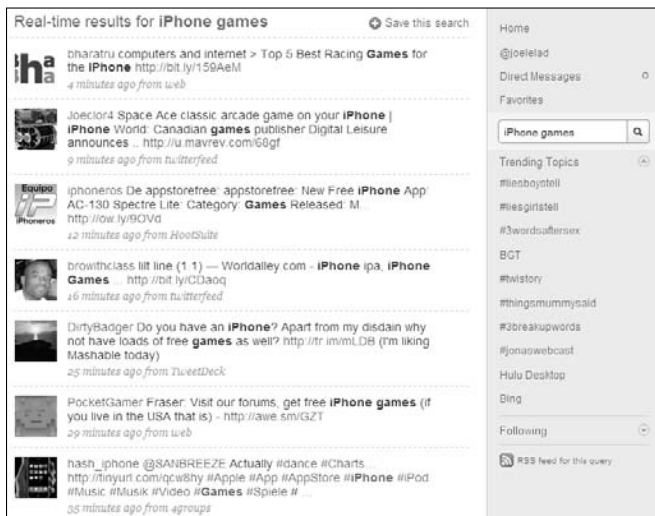 Real-time results for iPhone games
Save this search
bharatru computers and internet > Top 5 Best Racing Games for
the iPhone http://bit.ly/159AeM
4 minutes ago from web
Joeclor4 Space Ace classic arcade game on your iPhone |
iPhone World: Canadian games publisher Digital Leisure
announces .. http://u.mavrev.com/68gf
9 minutes ago from twitterfeed
Equipo
iPhoneros
iphoneros De appstorefree: appstorefree: New Free iPhone App:
AC-130 Spectre Lite: Category: Games Released: M...
http://ow.ly/9OVd
12 minutes ago from HootSuite
browithclass lilt line (1.1) — Worldalley.com - iPhone ipa, iPhone
Games ... http://bit.ly/CDaoq
16 minutes ago from twitterfeed
DirtyBadger Do you have an iPhone? Apart from my disdain why
not have loads of free games as well? http://tr.im/mLDB (I'm liking
Mashable today)
25 minutes ago from TweetDeck
PocketGamer Fraser: Visit our forums, get free iPhone games (if
you live in the USA that is) - http://awe.sm/GZT
29 minutes ago from web
hash_iphone @SANBREEZE Actually #dance #Charts...
http://tinyurl.com/qcw8hy #Apple #App #AppStore #iPhone #iPod
#Music #Musik #Video #Games #Spiele # ...
35 minutes ago from 4groups
Home
@joelelad
Direct Messages 0
Favorites
iPhone games
Trending Topics
#liesboystell
#liesgirlstell
#3wordsaftersex
BGT
#twistory
#thingsmummysaid
#3breakupwords
#jonaswebcast
Hulu Desktop
Bing
Following
RSS feed for this query